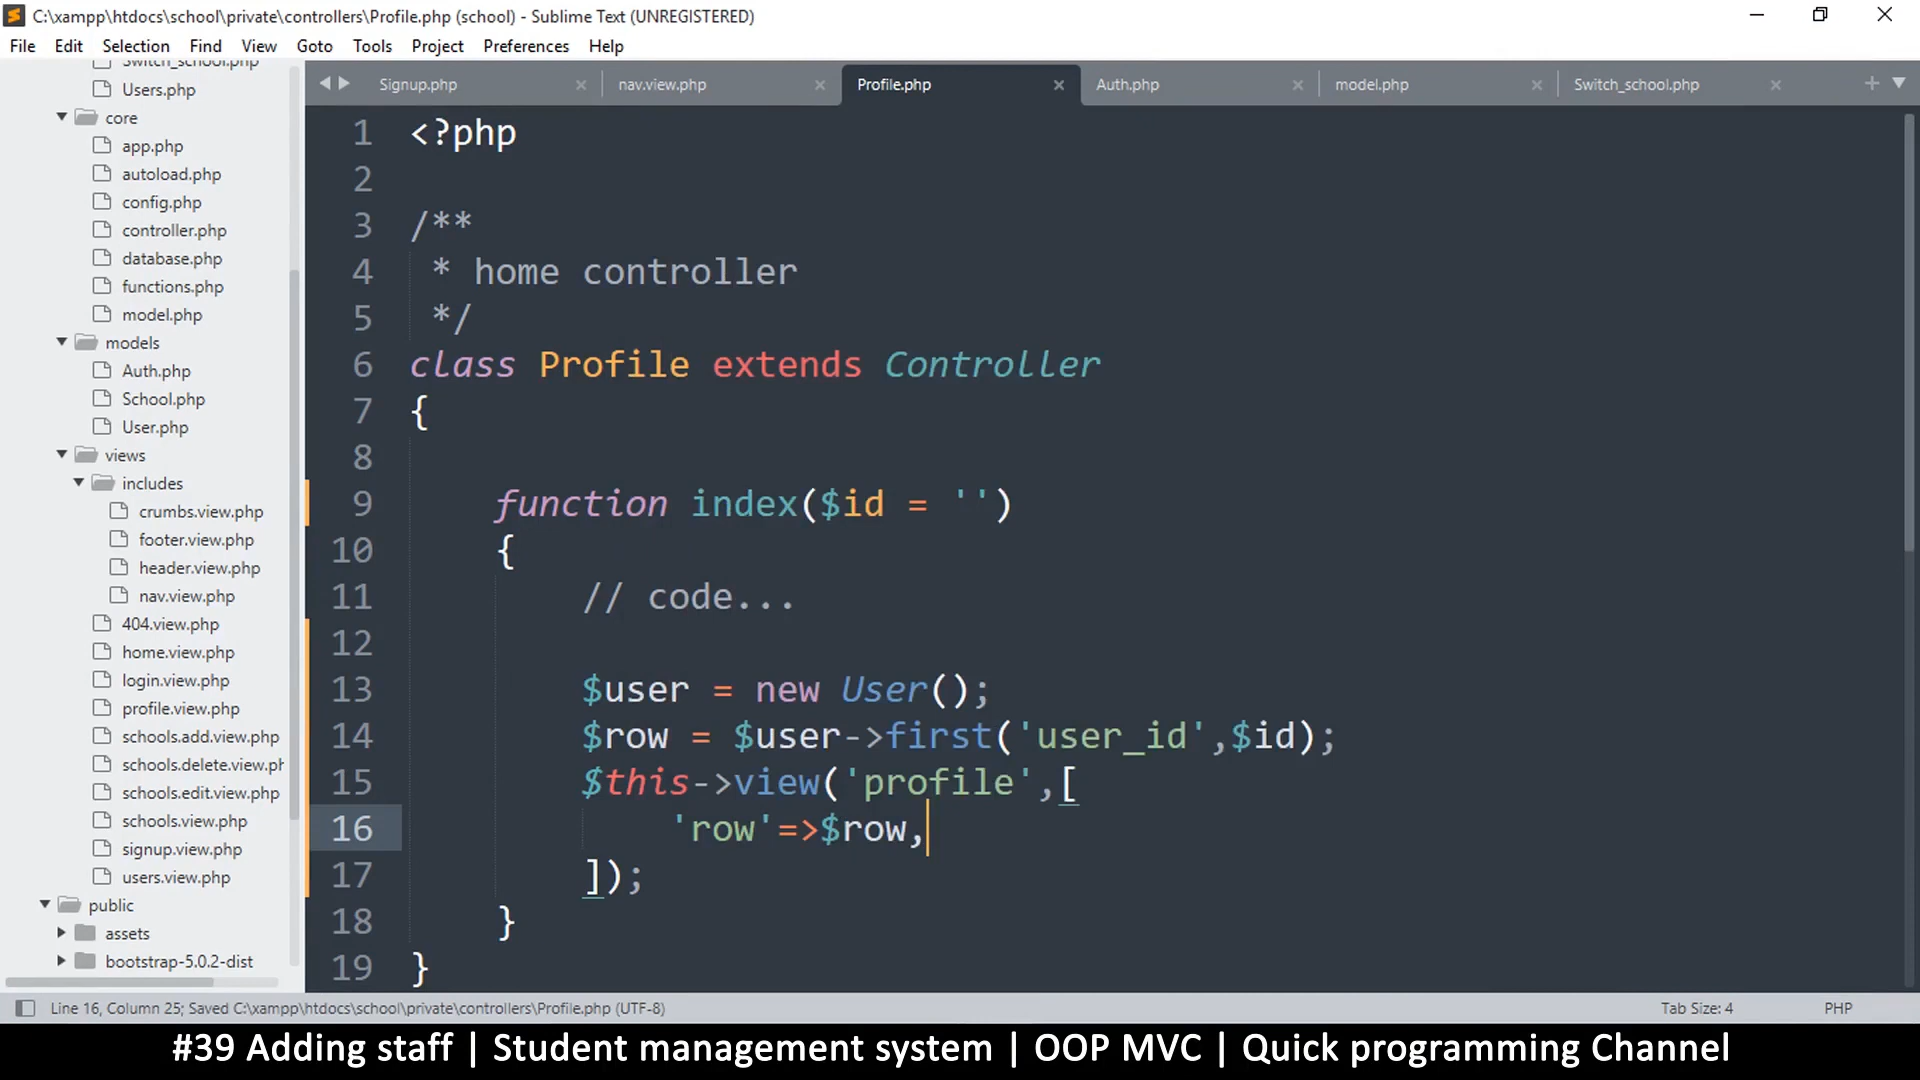 C:\xampp\htdocs\school\private\controllers\Profile.php (school) - Sublime Text (UNREGISTERED)
File Edit Selection Find View Goto Tools Project Preferences Help
Switch_school.php
Users.php
core
app.php
autoload.php
config.php
controller.php
database.php
functions.php
model.php
models
Auth.php
School.php
User.php
views
includes
crumbs.view.php
footer.view.php
header.view.php
nav.view.php
404.view.php
home.view.php
login.view.php
profile.view.php
schools.add.view.php
schools.delete.view.ph
schools.edit.view.php
schools.view.php
signup.view.php
users.view.php
public
assets
bootstrap-5.0.2-dist
Signup.php nav.view.php Profile.php Auth.php model.php Switch_school.php
1 <?php
2
3 /**
4 * home controller
5 */
6 class Profile extends Controller
7 {
8
9 function index($id = '')
10 {
11 // code...
12
13 $user = new User();
14 $row = $user->first('user_id',$id);
15 $this->view('profile',[
16 'row'=>$row,
17 ]);
18 }
19 }
Line 16, Column 25; Saved C:\xampp\htdocs\school\private\controllers\Profile.php (UTF-8) Tab Size: 4 PHP
#39 Adding staff | Student management system | OOP MVC | Quick programming Channel